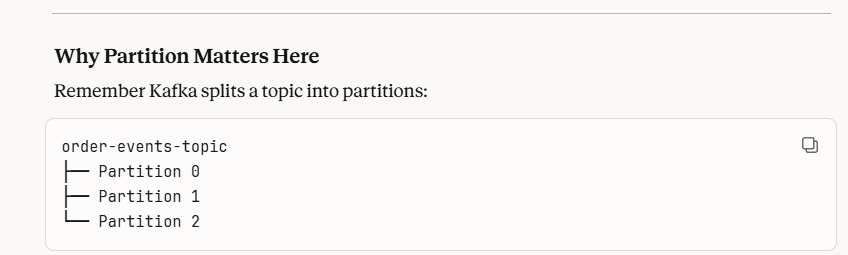 Why Partition Matters Here
Remember Kafka splits a topic into partitions:
order-events-topic
├── Partition 0
├── Partition 1
└── Partition 2